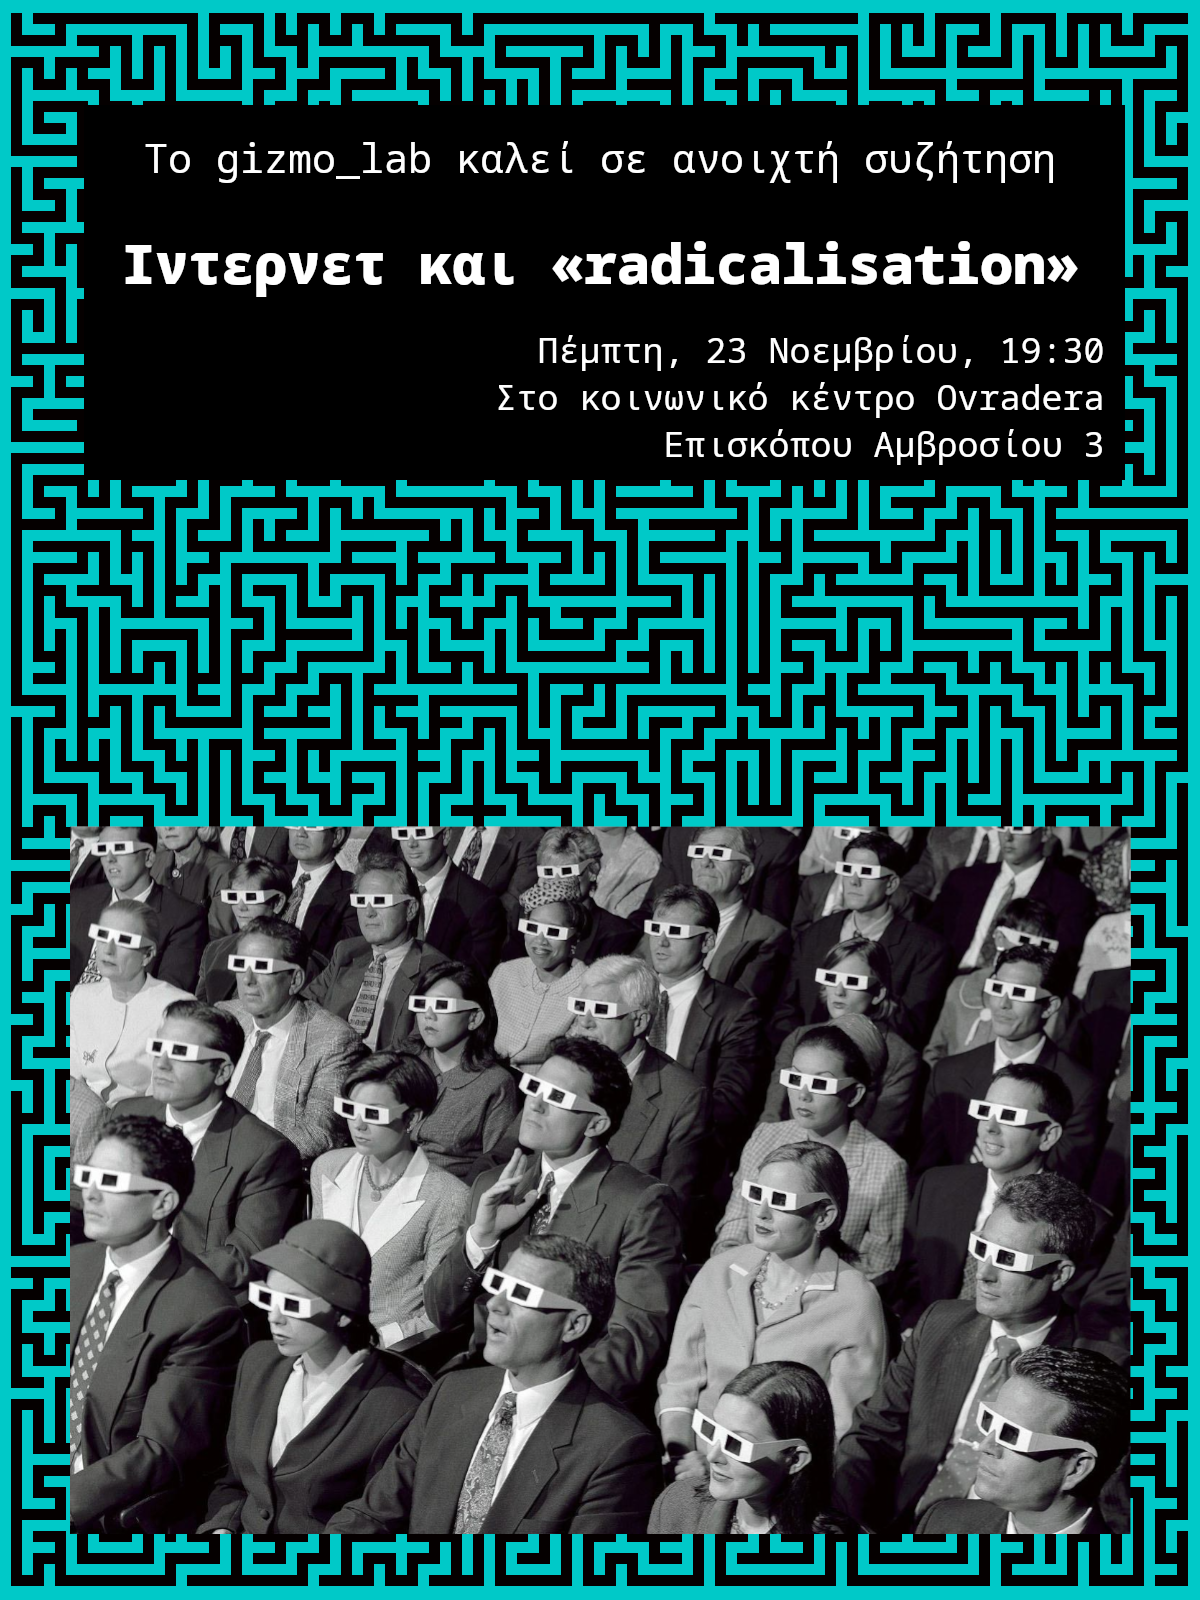 Το gizmo_lab καλεί σε ανοιχτή συζήτηση
Ιντερνετ και «radicalisation»
Πέμπτη, 23 Νοεμβρίου, 19:30
Στο κοινωνικό κέντρο Ovradera
Επισκόπου Αμβροσίου 3